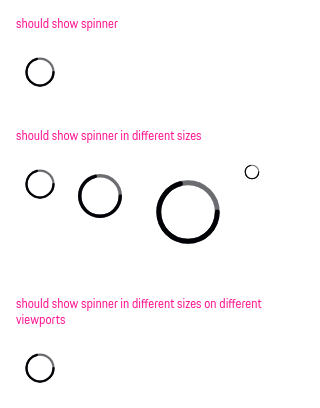 should show spinner
should show spinner in different sizes
should show spinner in different sizes on different
viewports